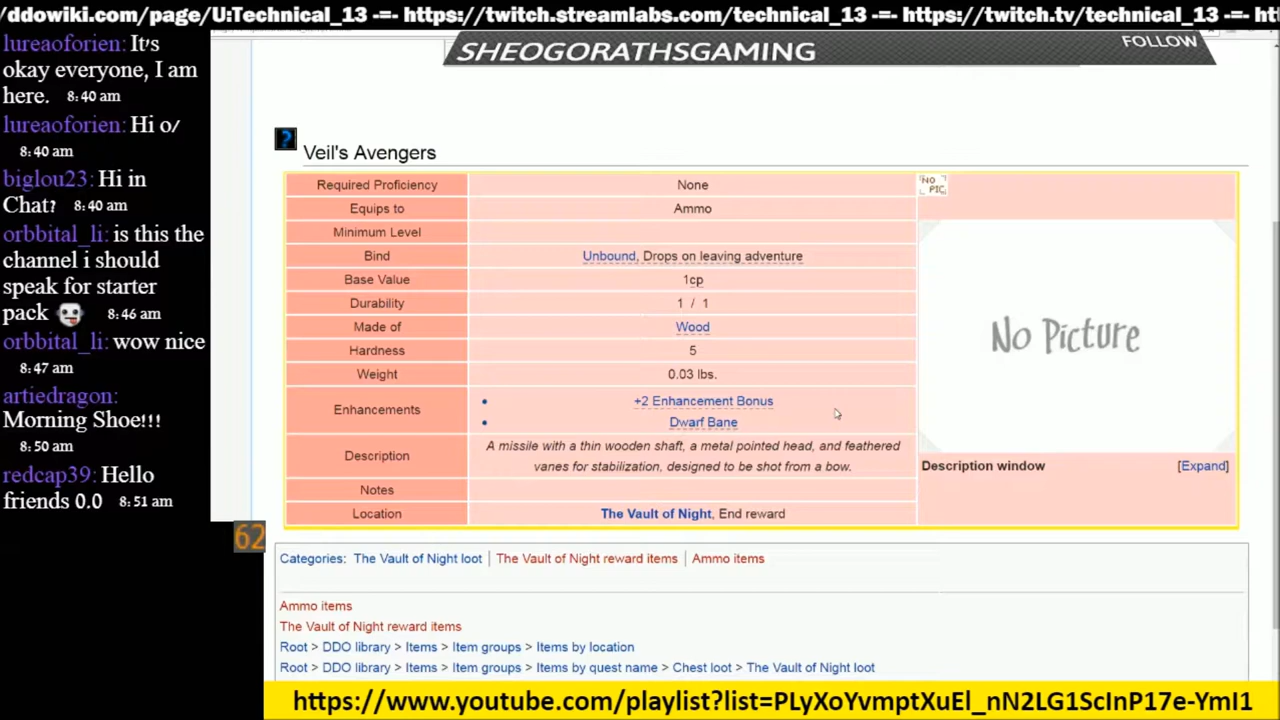 /ddowiki.com/page/U:Technical_13 -=- https://twitch.streamlabs.com/technical_13 -=- https://twitch.tv/technical_13 -=- htt
lureaoforien: It's
okay everyone, I am
here. 8:40 am
lureaoforien: Hi o/
8:40 am
biglou23: Hi in
Chat? 8:40 am
orbbital_li: is this the
channel i should
speak for starter
pack 8:46 am
orbbital_li: wow nice
8:47 am
artiedragon:
Morning Shoe!!!
8:50 am
redcap39: Hello
friends 0.0 8:51 am
62
SHEOGORATHSGAMING
FOLLOW
?
Veil's Avengers
Required Proficiency None
Equips to Ammo
Minimum Level
Bind Unbound, Drops on leaving adventure
Base Value 1cp
Durability 1 / 1
Made of Wood
Hardness 5
Weight 0.03 lbs.
Enhancements
• +2 Enhancement Bonus
• Dwarf Bane
Description A missile with a thin wooden shaft, a metal pointed head, and feathered
vanes for stabilization, designed to be shot from a bow.
Notes
Location The Vault of Night, End reward
NO
PIC
No Picture
Description window [Expand]
Categories: The Vault of Night loot | The Vault of Night reward items | Ammo items
Ammo items
The Vault of Night reward items
Root > DDO library > Items > Item groups > Items by location
Root > DDO library > Items > Item groups > Items by quest name > Chest loot > The Vault of Night loot
https://www.youtube.com/playlist?list=PLyXoYvmptXuEl_nN2LG1ScInP17e-YmI1